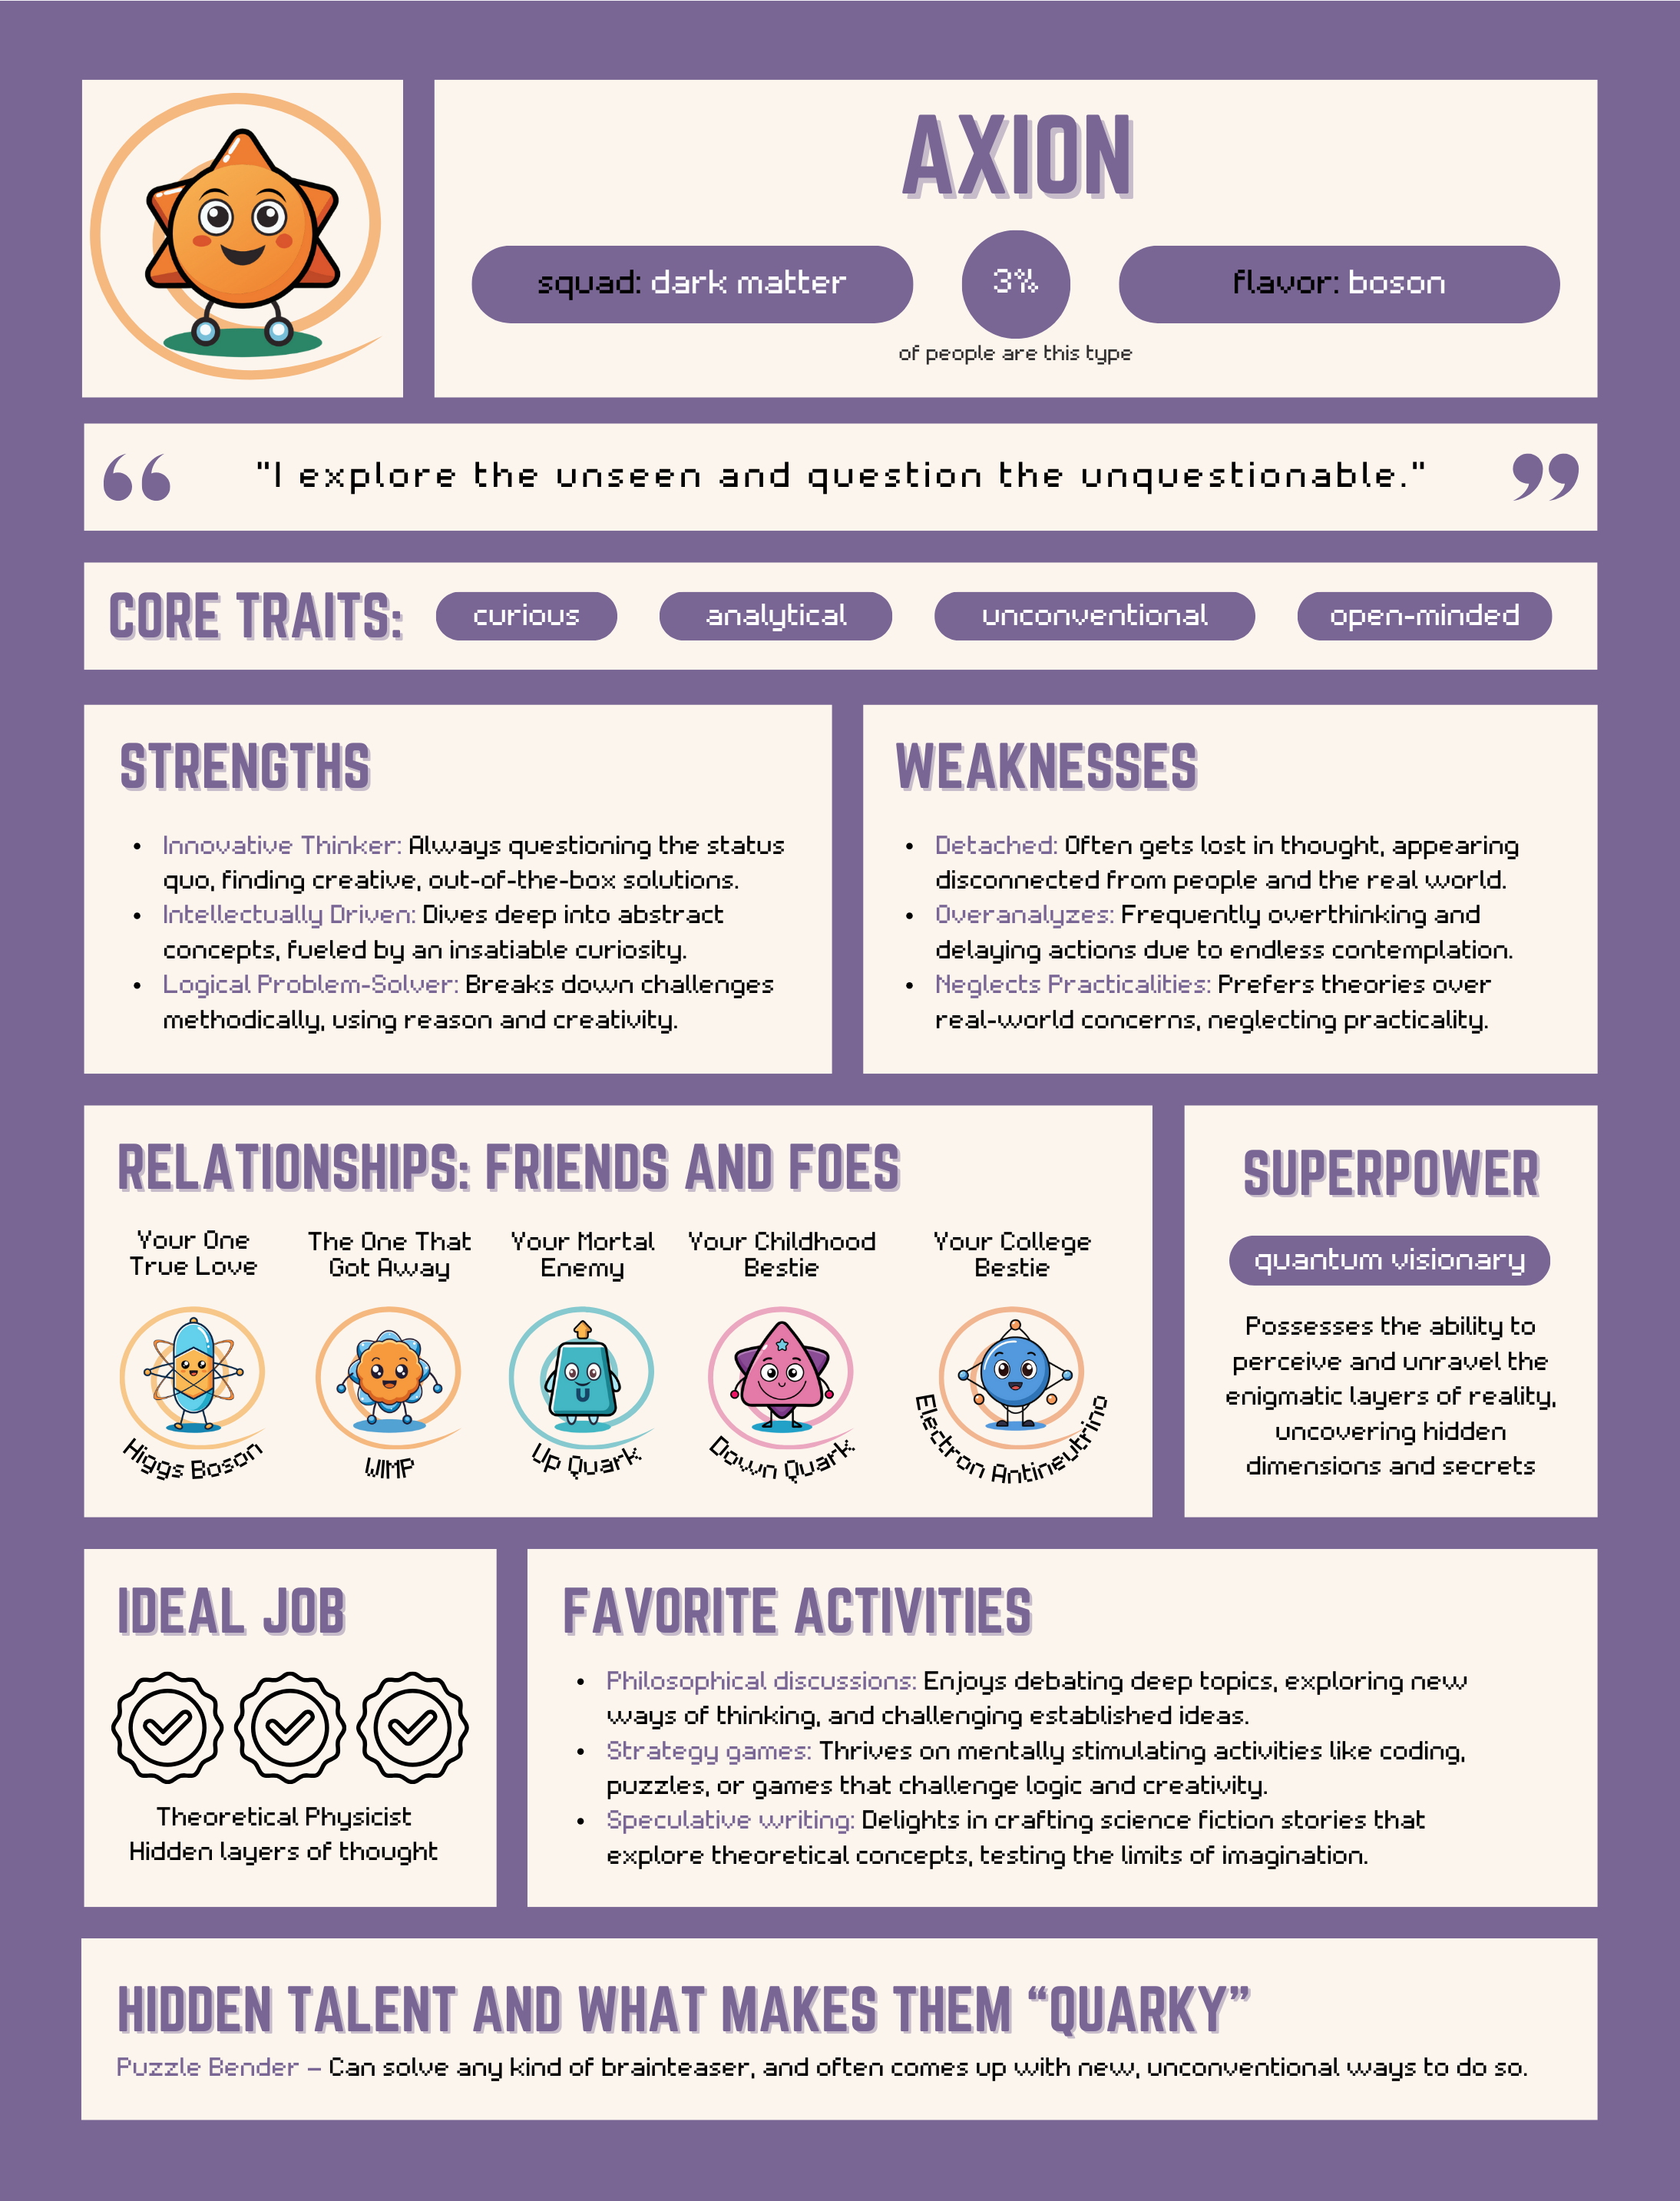 AXION
squad: dark matter
3%
flavor: boson
of people are this type
"I explore the unseen and question the unquestionable."
CORE TRAITS:
curious
analytical
unconventional
open-minded
STRENGTHS
• Innovative Thinker: Always questioning the status
quo, finding creative, out-of-the-box solutions.
• Intellectually Driven: Dives deep into abstract
concepts, fueled by an insatiable curiosity.
• Logical Problem-Solver: Breaks down challenges
methodically, using reason and creativity.
WEAKNESSES
• Detached: Often gets lost in thought, appearing
disconnected from people and the real world.
• Overanalyzes: Frequently overthinking and
delaying actions due to endless contemplation.
• Neglects Practicalities: Prefers theories over
real-world concerns, neglecting practicality.
RELATIONSHIPS: FRIENDS AND FOES
Your One
True Love
Higgs Boson
The One That
Got Away
WIMP
Your Mortal
Enemy
U
Up Quark
Your Childhood
Bestie
Down Quark
Your College
Bestie
Electron Antineutrino
SUPERPOWER
quantum visionary
Possesses the ability to
perceive and unravel the
enigmatic layers of reality,
uncovering hidden
dimensions and secrets
IDEAL JOB
Theoretical Physicist
Hidden layers of thought
FAVORITE ACTIVITIES
• Philosophical discussions: Enjoys debating deep topics, exploring new
ways of thinking, and challenging established ideas.
• Strategy games: Thrives on mentally stimulating activities like coding,
puzzles, or games that challenge logic and creativity.
• Speculative writing: Delights in crafting science fiction stories that
explore theoretical concepts, testing the limits of imagination.
HIDDEN TALENT AND WHAT MAKES THEM “QUARKY”
Puzzle Bender – Can solve any kind of brainteaser, and often comes up with new, unconventional ways to do so.